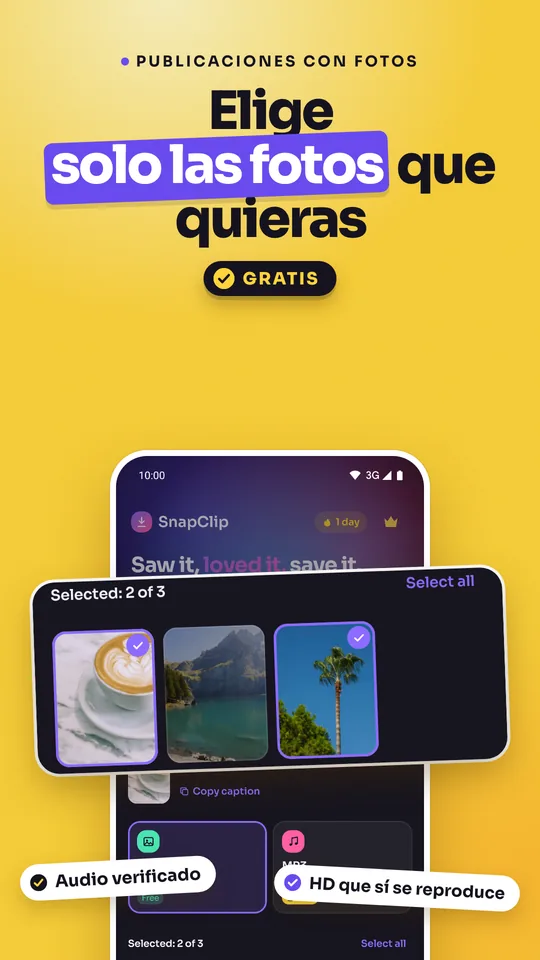 PUBLICACIONES CON FOTOS
Elige
solo las fotos que
quieras
GRATIS
10:00
3G
SnapClip
1 day
Saw it, loved it, save it.
Selected: 2 of 3
Select all
Copy caption
MP3
Free
Audio verificado
HD que sí se reproduce
Selected: 2 of 3
Select all